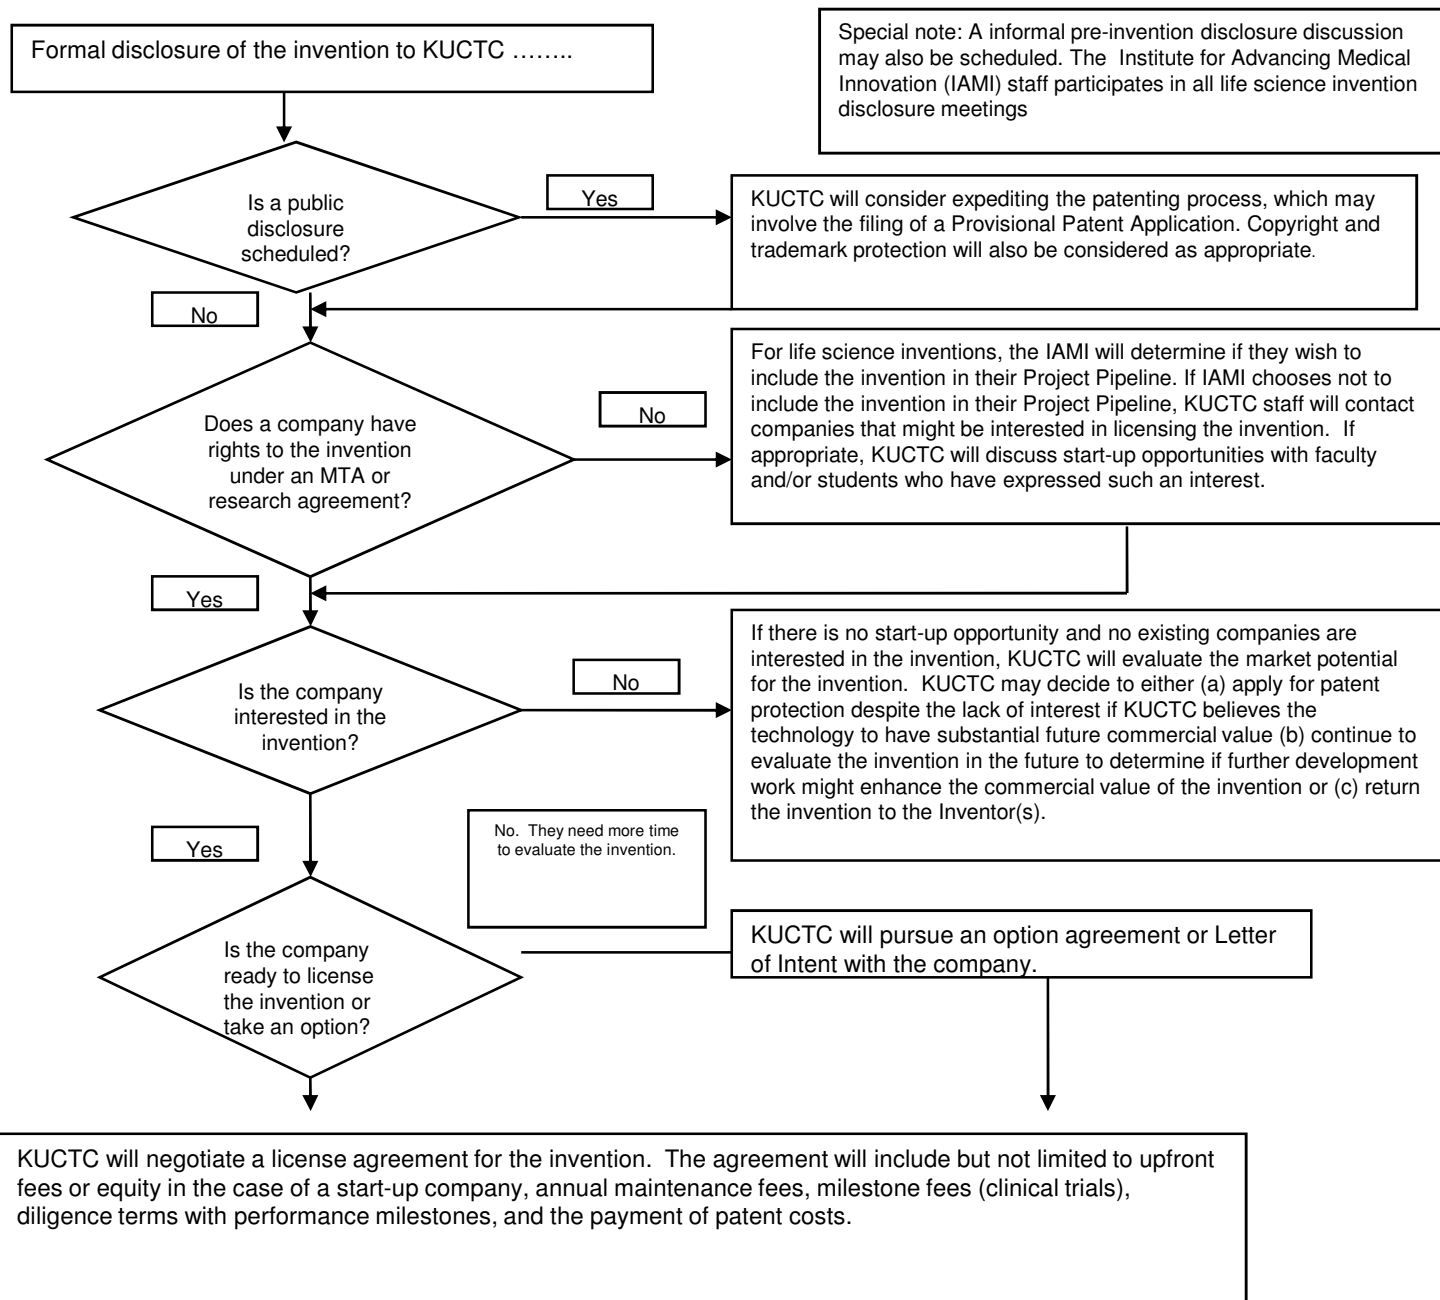 Formal disclosure of the invention to KUCTC ……..
Special note: A informal pre-invention disclosure discussion
may also be scheduled. The  Institute for Advancing Medical
Innovation (IAMI) staff participates in all life science invention
disclosure meetings
Is a public
disclosure
scheduled?
Yes
KUCTC will consider expediting the patenting process, which may
involve the filing of a Provisional Patent Application. Copyright and
trademark protection will also be considered as appropriate.
No
Does a company have
rights to the invention
under an MTA or
research agreement?
No
For life science inventions, the IAMI will determine if they wish to
include the invention in their Project Pipeline. If IAMI chooses not to
include the invention in their Project Pipeline, KUCTC staff will contact
companies that might be interested in licensing the invention.  If
appropriate, KUCTC will discuss start-up opportunities with faculty
and/or students who have expressed such an interest.
Yes
Is the company
interested in the
invention?
No
If there is no start-up opportunity and no existing companies are
interested in the invention, KUCTC will evaluate the market potential
for the invention.  KUCTC may decide to either (a) apply for patent
protection despite the lack of interest if KUCTC believes the
technology to have substantial future commercial value (b) continue to
evaluate the invention in the future to determine if further development
work might enhance the commercial value of the invention or (c) return
the invention to the Inventor(s).
Yes
No.  They need more time
to evaluate the invention.
Is the company
ready to license
the invention or
take an option?
KUCTC will pursue an option agreement or Letter
of Intent with the company.
KUCTC will negotiate a license agreement for the invention.  The agreement will include but not limited to upfront
fees or equity in the case of a start-up company, annual maintenance fees, milestone fees (clinical trials),
diligence terms with performance milestones, and the payment of patent costs.